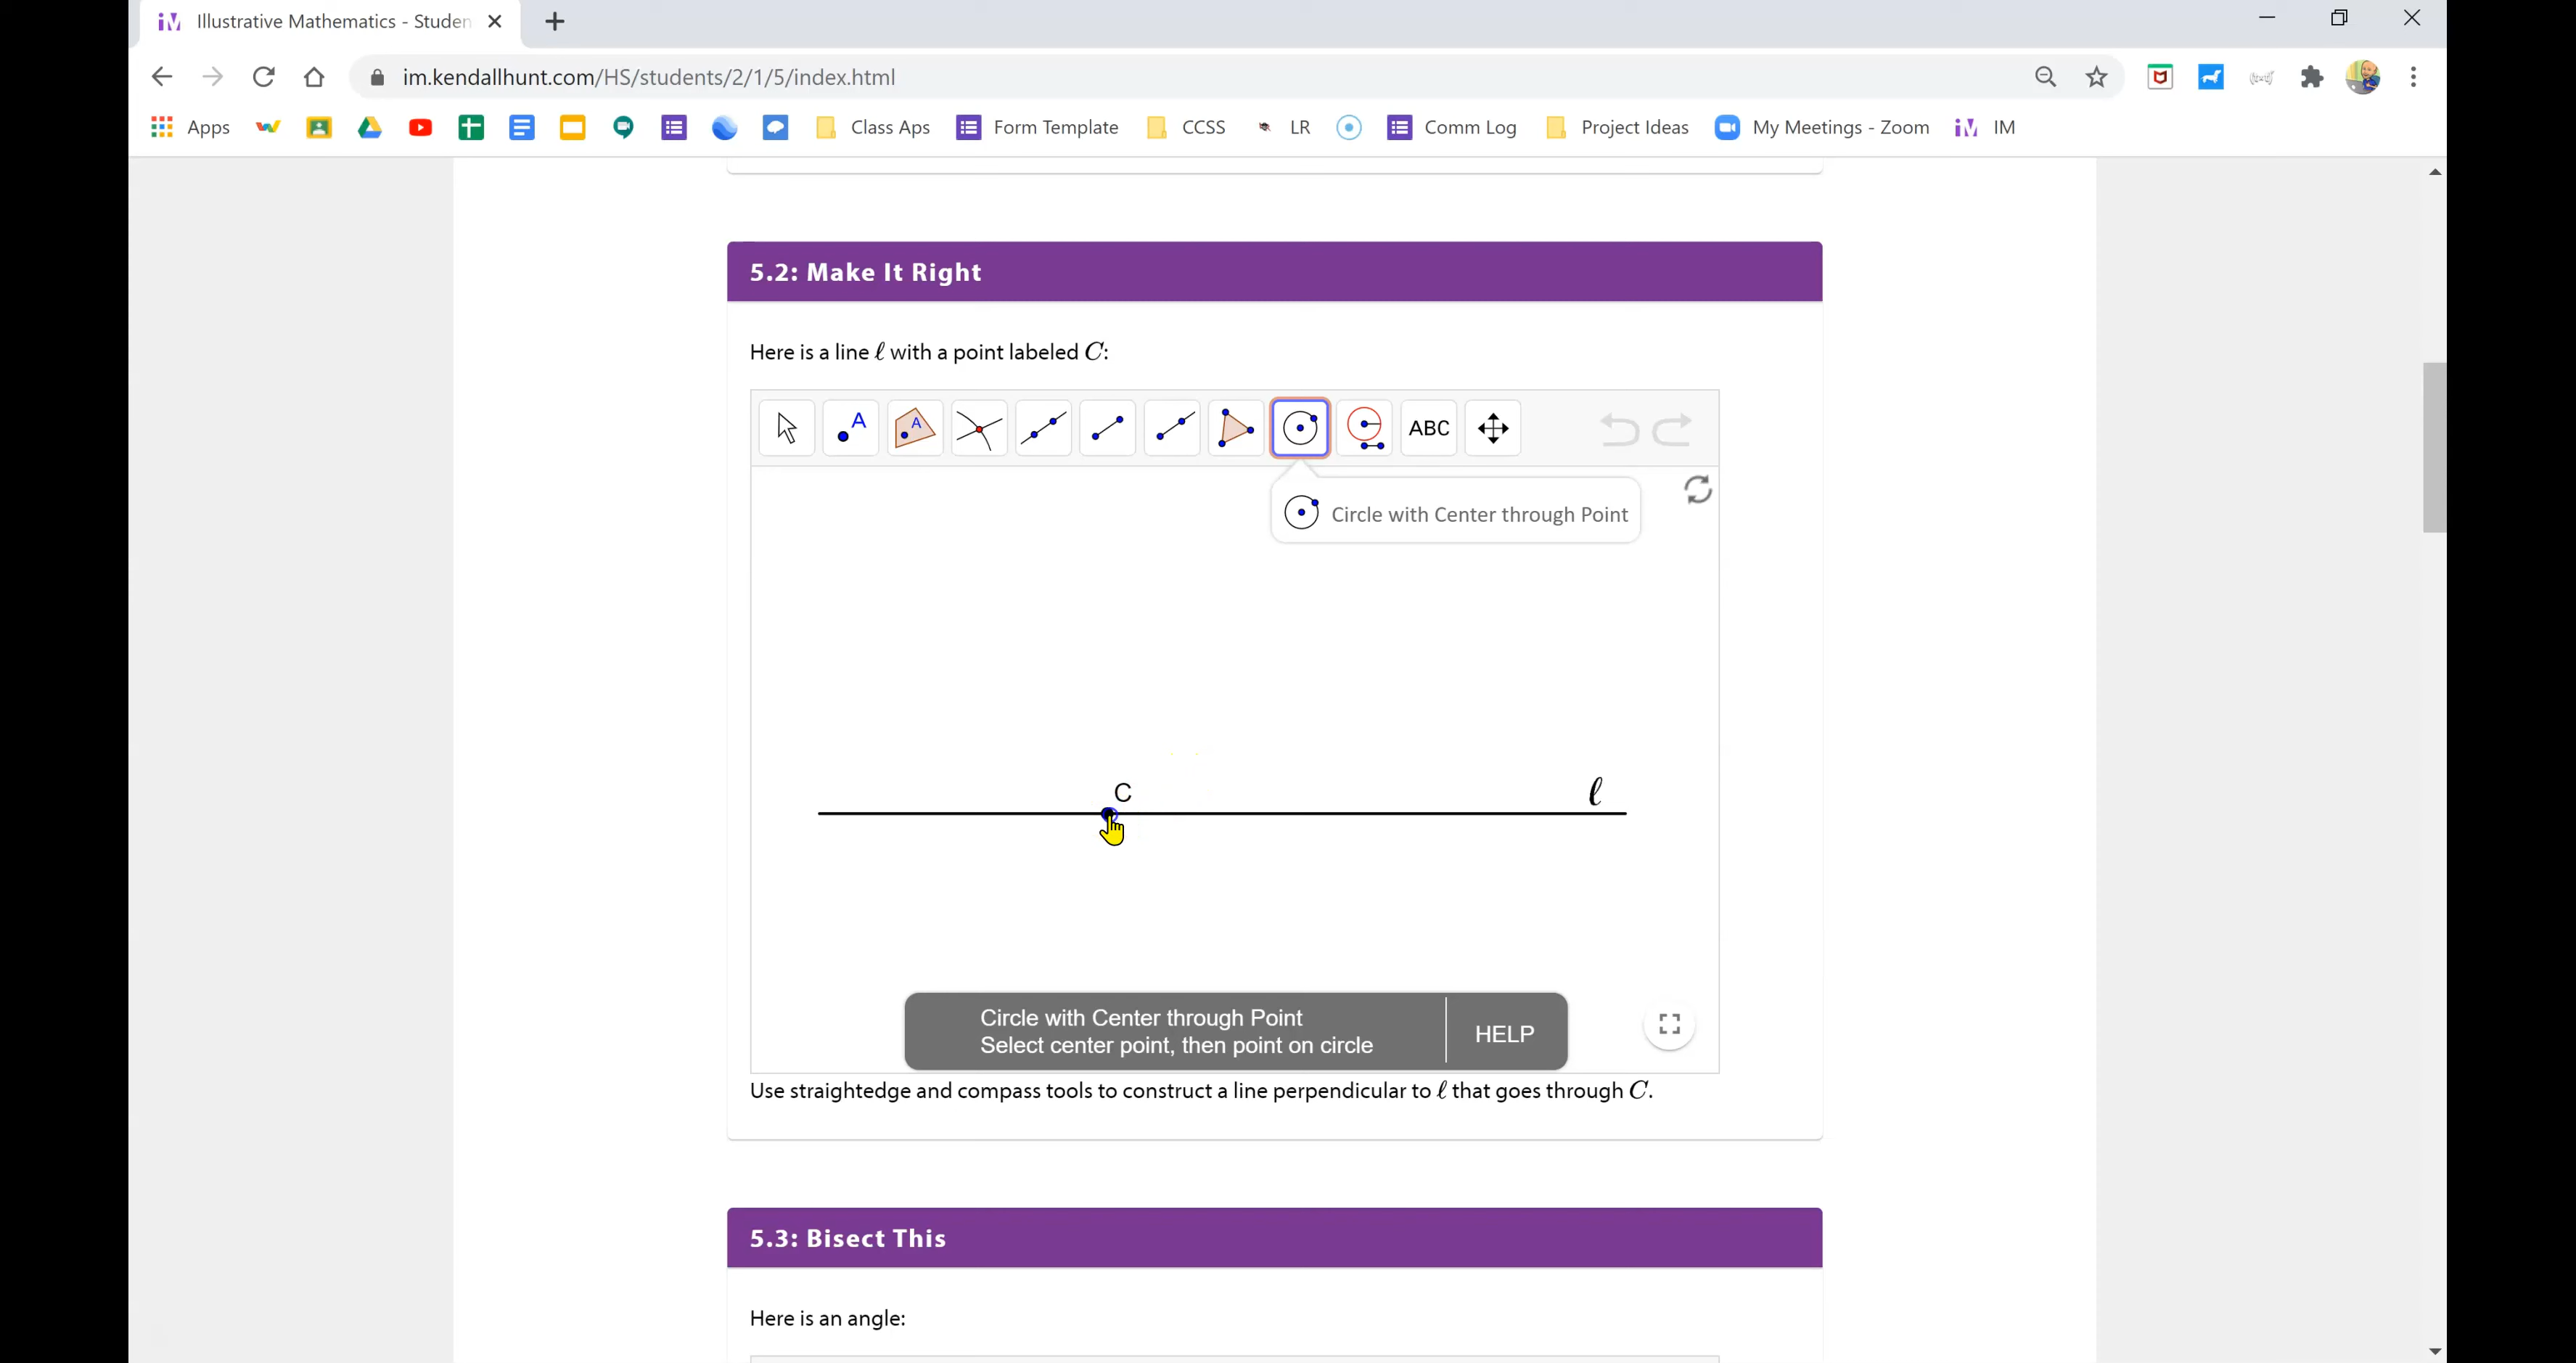 Illustrative Mathematics - Studen
im.kendallhunt.com/HS/students/2/1/5/index.html
Apps Class Aps Form Template CCSS LR Comm Log Project Ideas My Meetings - Zoom IM
5.2: Make It Right
Here is a line ℓ with a point labeled C:
A A ABC
Circle with Center through Point
C ℓ
Circle with Center through Point
Select center point, then point on circle
HELP
Use straightedge and compass tools to construct a line perpendicular to ℓ that goes through C.
5.3: Bisect This
Here is an angle: